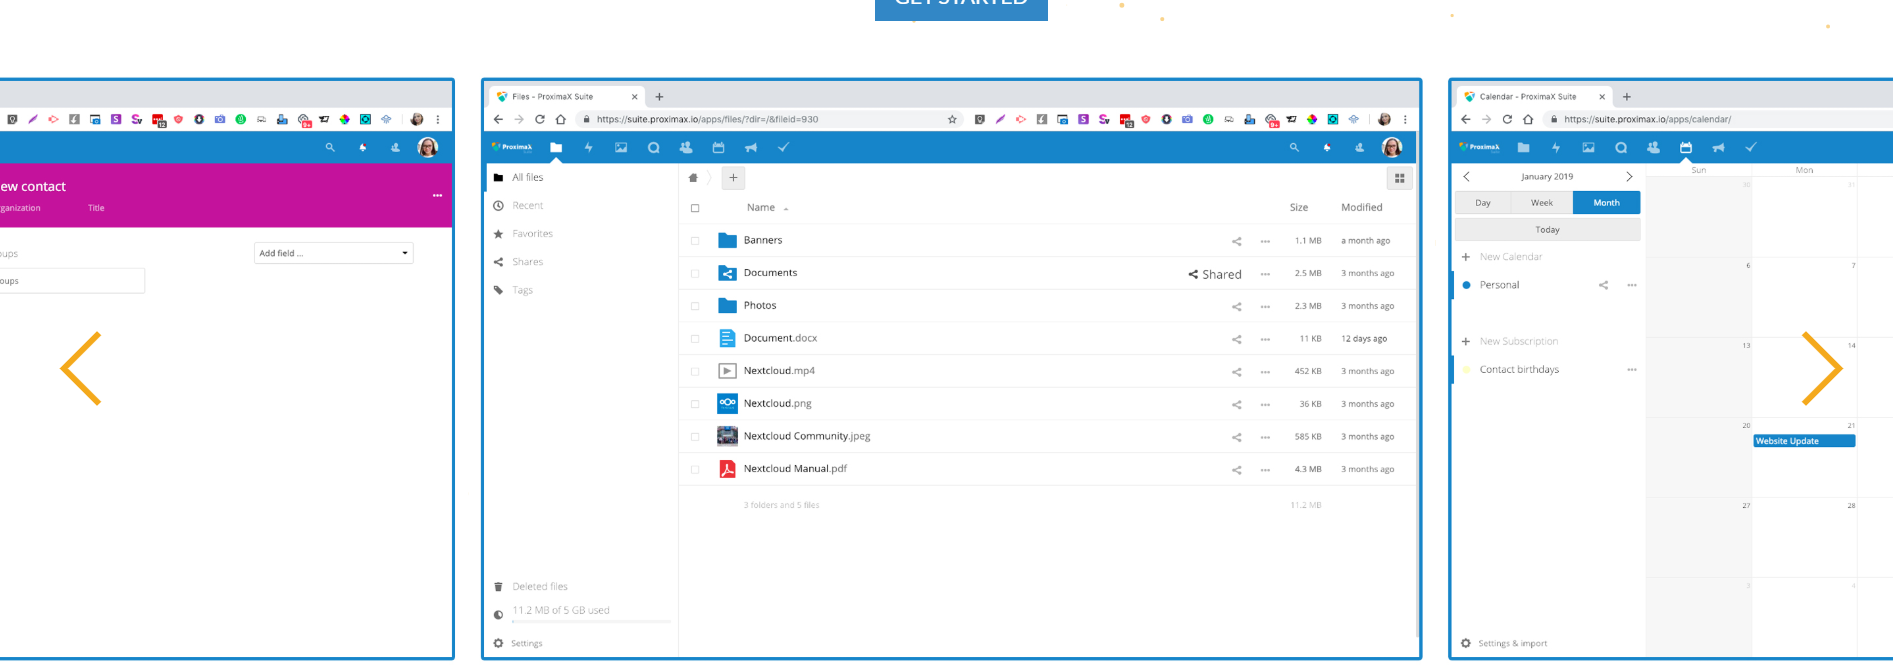 GET STARTED
ew contact
ganization Title
oups
Add field ...
oups
Files - ProximaX Suite
https://suite.proximax.io/apps/files/?dir=/&fileid=930
ProximaX
All files
Recent
Favorites
Shares
Tags
Name Size Modified
Banners 1.1 MB a month ago
Documents Shared 2.5 MB 3 months ago
Photos 2.3 MB 3 months ago
Document.docx 11 KB 12 days ago
Nextcloud.mp4 452 KB 3 months ago
Nextcloud.png 36 KB 3 months ago
Nextcloud Community.jpeg 585 KB 3 months ago
Nextcloud Manual.pdf 4.3 MB 3 months ago
3 folders and 5 files 11.2 MB
Deleted files
11.2 MB of 5 GB used
Settings
Calendar - ProximaX Suite
https://suite.proximax.io/apps/calendar/
ProximaX
January 2019
Day Week Month
Today
New Calendar
Personal
New Subscription
Contact birthdays
Settings & import
Sun Mon
30 31
6 7
13 14
20 21
Website Update
27 28
3 4